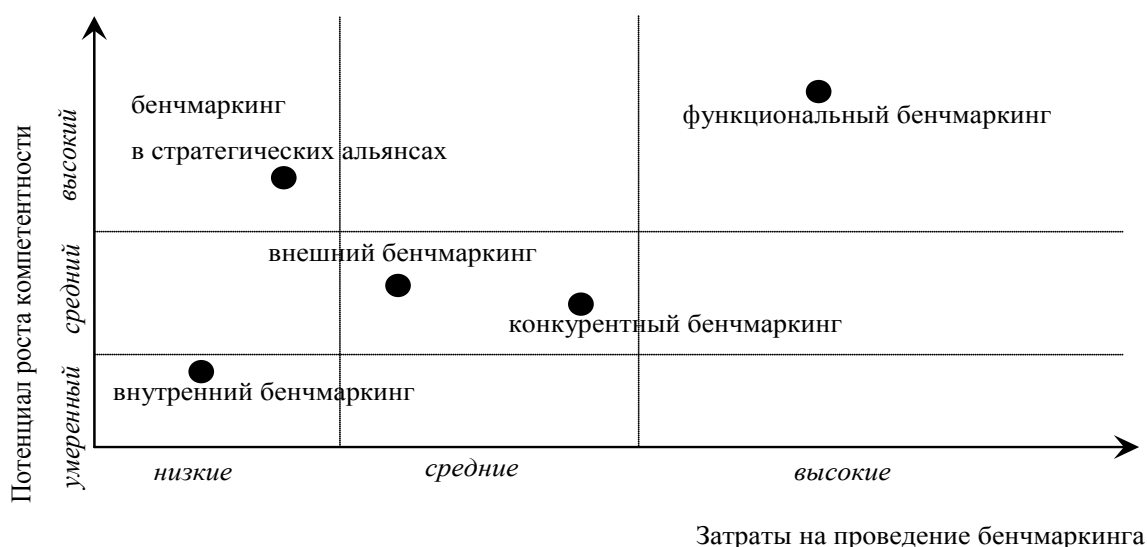 бенчмаркинг
в стратегических альянсах
функциональный бенчмаркинг
внешний бенчмаркинг
конкурентный бенчмаркинг
внутренний бенчмаркинг
Потенциал роста компетентности
высокий
средний
умеренный
низкие
средние
высокие
Затраты на проведение бенчмаркинга